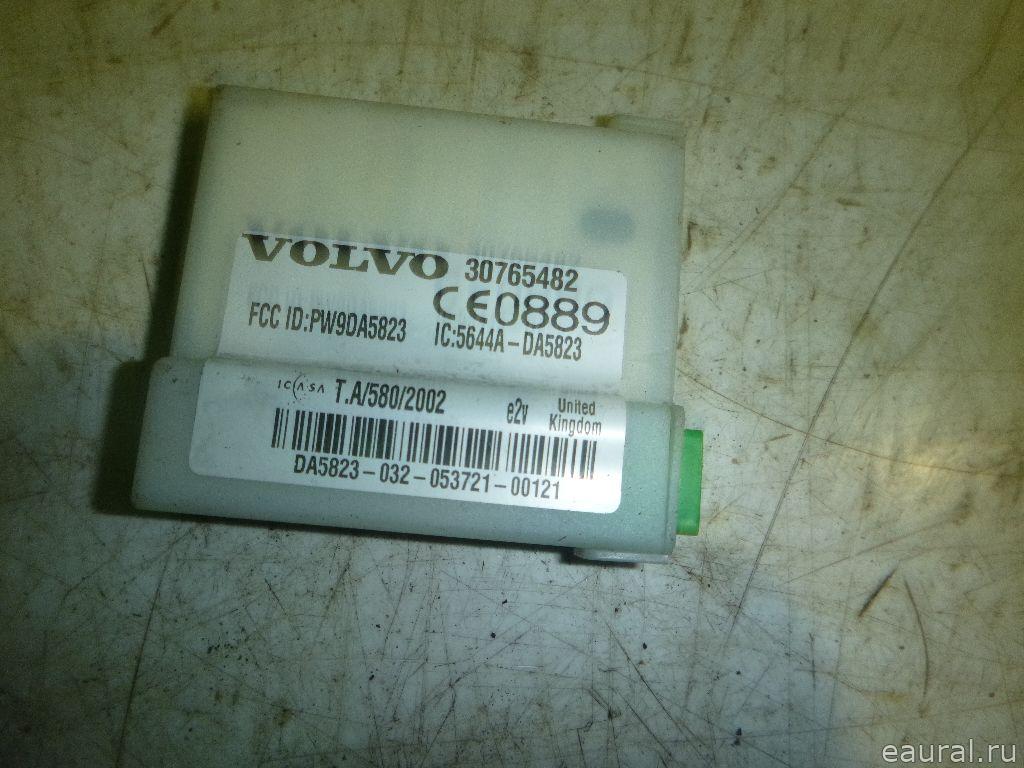 VOLVO 30765482
CE0889
FCC ID:PW9DA5823 IC:5644A-DA5823
ICASA T.A/580/2002 e2v United
Kingdom
DA5823-032-053721-00121
eaural.ru